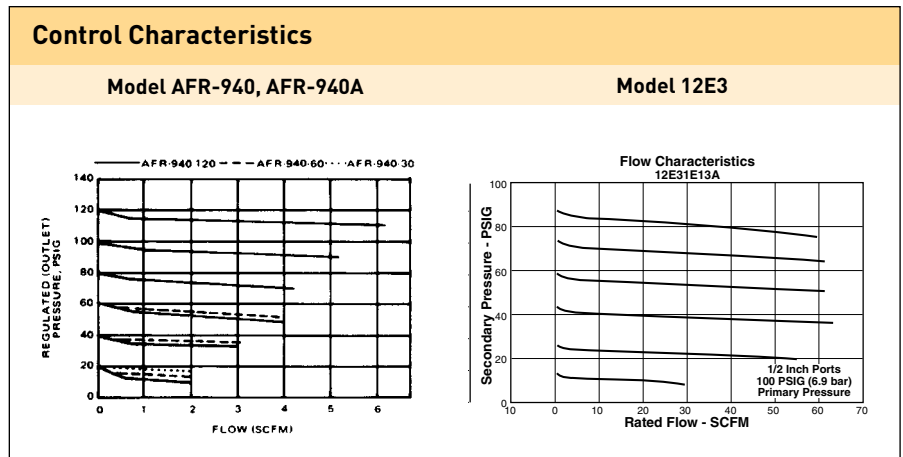 Control Characteristics
Model AFR-940, AFR-940A
Model 12E3
AFR-940 120 AFR-940-60 AFR-940-30
140
120
100
80
60
40
20
0
REGULATED (OUTLET)
PRESSURE, PSIG
0 1 2 3 4 5 6
FLOW (SCFM)
Flow Characteristics
12E31E13A
100
80
60
40
20
0
Secondary Pressure - PSIG
1/2 Inch Ports
100 PSIG (6.9 bar)
Primary Pressure
10 0 10 20 30 40 50 60 70
Rated Flow - SCFM